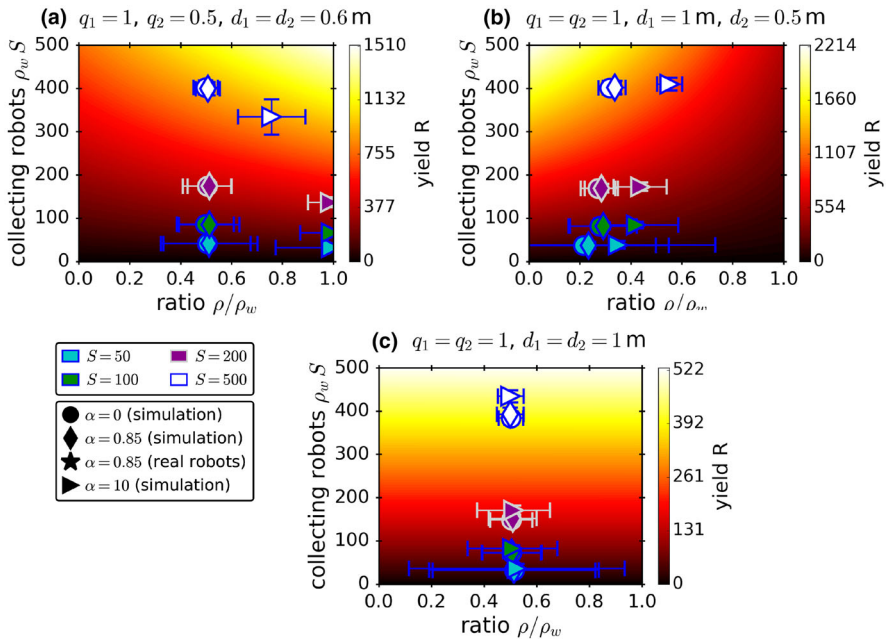 (a) q₁ = 1, q₂ = 0.5, d₁ = d₂ = 0.6 m
collecting robots ρ_w S
500
400
300
200
100
0
0.0 0.2 0.4 0.6 0.8 1.0
ratio ρ/ρ_w
1510
1132
755
377
0
yield R
(b) q₁ = q₂ = 1, d₁ = 1 m, d₂ = 0.5 m
collecting robots ρ_w S
500
400
300
200
100
0
0.0 0.2 0.4 0.6 0.8 1.0
ratio ρ/ρ_w
2214
1660
1107
554
0
yield R
S = 50
S = 200
S = 100
S = 500
α = 0 (simulation)
α = 0.85 (simulation)
α = 0.85 (real robots)
α = 10 (simulation)
(c) q₁ = q₂ = 1, d₁ = d₂ = 1 m
collecting robots ρ_w S
500
400
300
200
100
0
0.0 0.2 0.4 0.6 0.8 1.0
ratio ρ/ρ_w
522
392
261
131
0
yield R